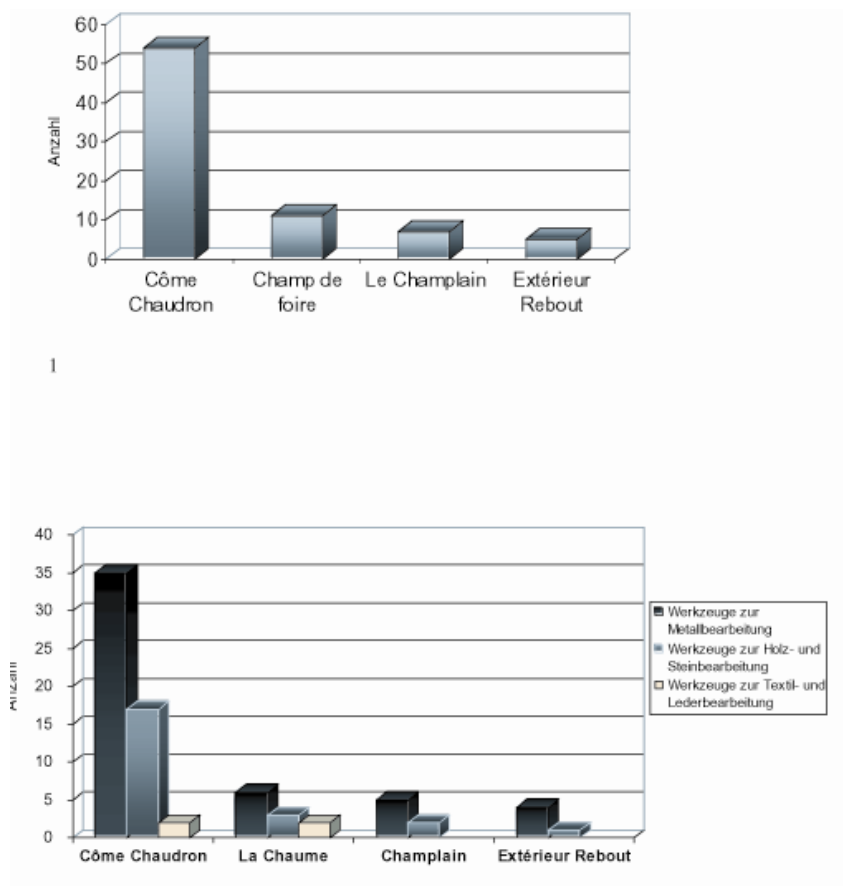 60
50
40
30
20
10
0
Anzahl
Côme
Chaudron
Champ de
foire
Le Champlain
Extérieur
Rebout
1
40
35
30
25
20
15
10
5
0
Anzahl
Côme Chaudron
La Chaume
Champlain
Extérieur Rebout
Werkzeuge zur
Metallbearbeitung
Werkzeuge zur Holz- und
Steinbearbeitung
Werkzeuge zur Textil- und
Lederbearbeitung